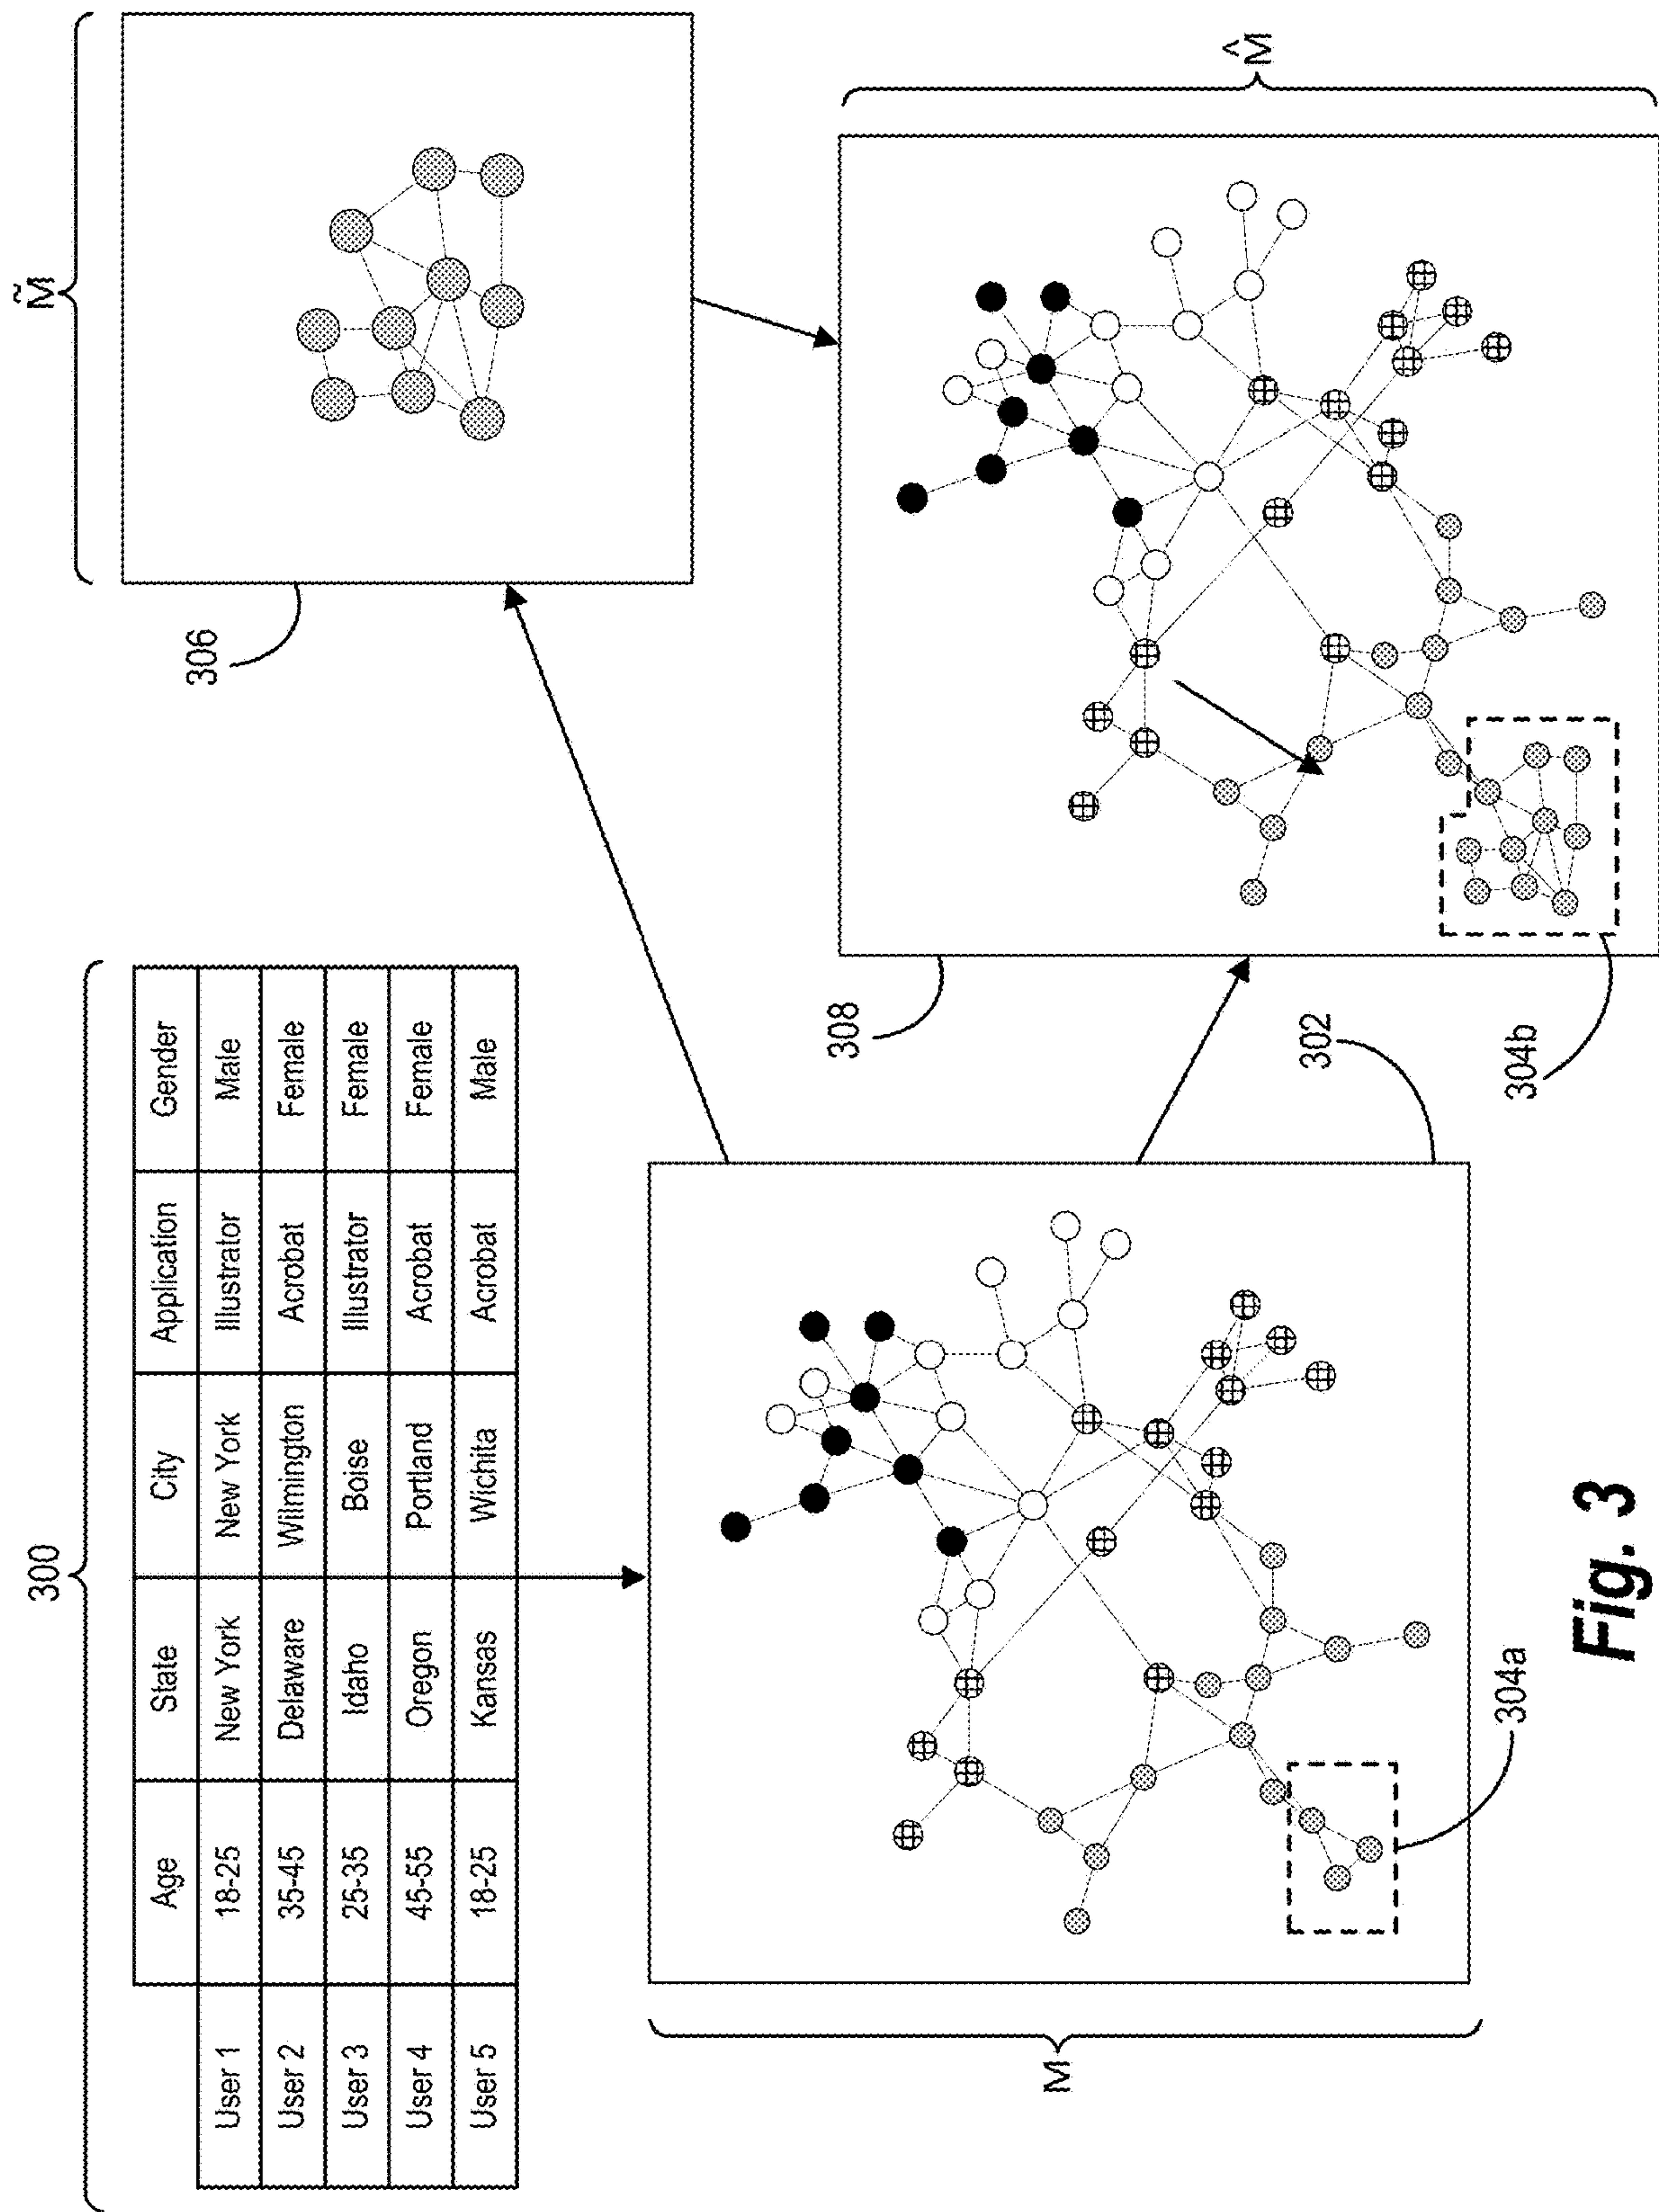 300
Age State City Application Gender
User 1 18-25 New York New York Illustrator Male
User 2 35-45 Delaware Wilmington Acrobat Female
User 3 25-35 Idaho Boise Illustrator Female
User 4 45-55 Oregon Portland Acrobat Female
User 5 18-25 Kansas Wichita Acrobat Male
M̃
306
M
302
304a
308
M̂
304b
Fig. 3